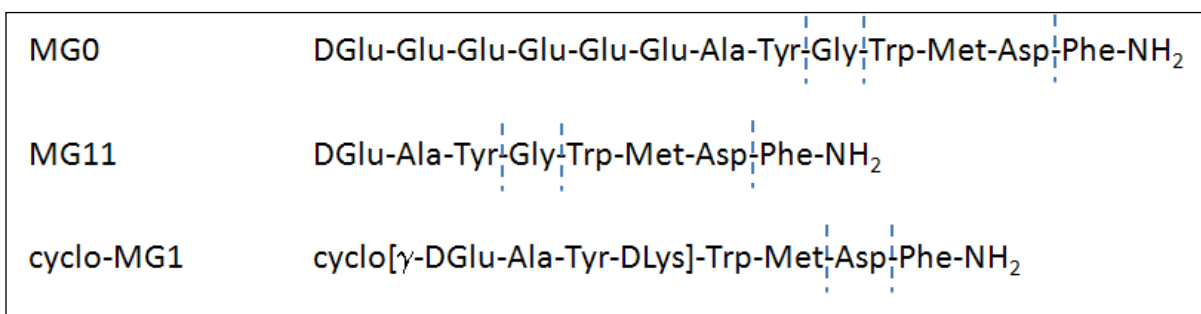 MG0 DGlu-Glu-Glu-Glu-Glu-Glu-Ala-Tyr-Gly-Trp-Met-Asp-Phe-NH₂
MG11 DGlu-Ala-Tyr-Gly-Trp-Met-Asp-Phe-NH₂
cyclo-MG1 cyclo[γ-DGlu-Ala-Tyr-DLys]-Trp-Met-Asp-Phe-NH₂